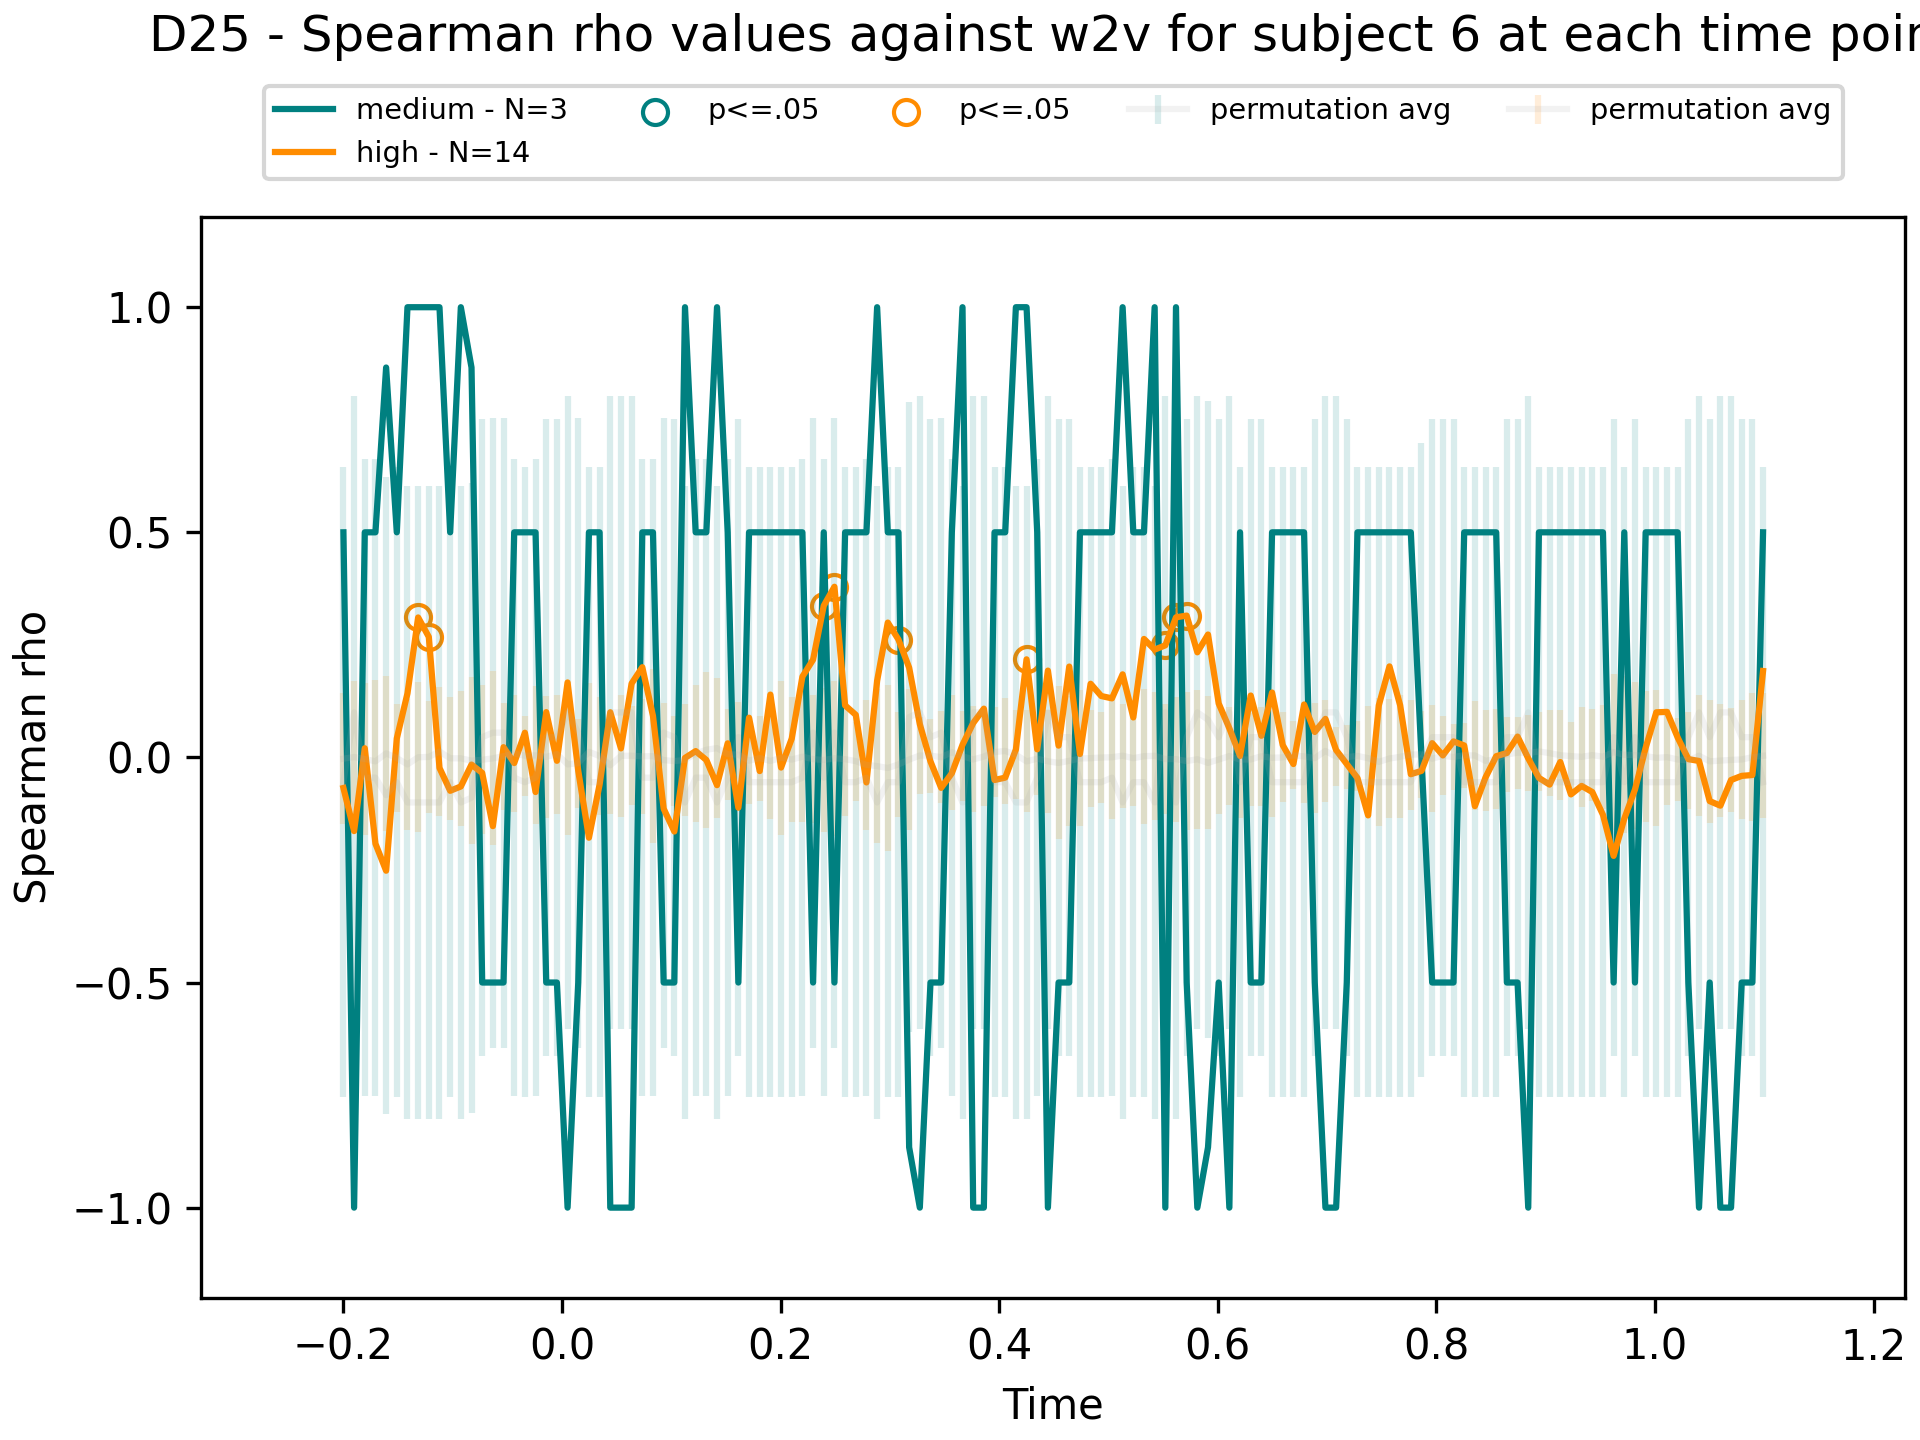 D25 - Spearman rho values against w2v for subject 6 at each time poin
medium - N=3
high - N=14
p<=.05
p<=.05
permutation avg
permutation avg
Spearman rho
1.0
0.5
0.0
−0.5
−1.0
−0.2
0.0
0.2
0.4
0.6
0.8
1.0
1.2
Time